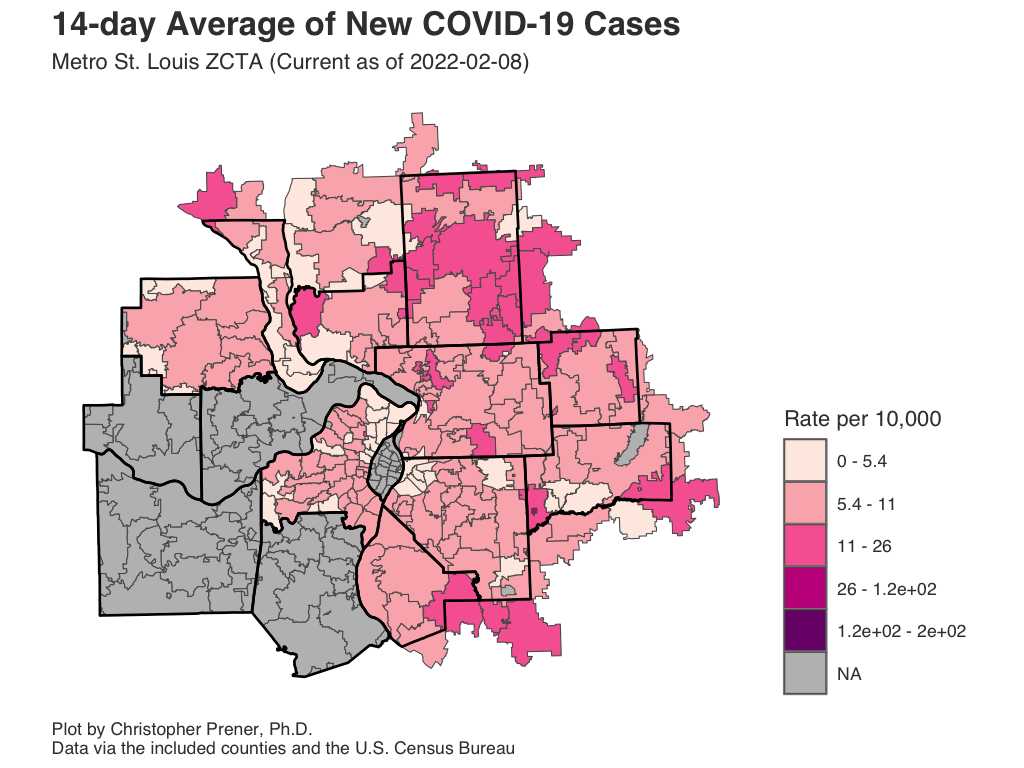 14-day Average of New COVID-19 Cases
Metro St. Louis ZCTA (Current as of 2022-02-08)
Rate per 10,000
0 - 5.4
5.4 - 11
11 - 26
26 - 1.2e+02
1.2e+02 - 2e+02
NA
Plot by Christopher Prener, Ph.D.
Data via the included counties and the U.S. Census Bureau